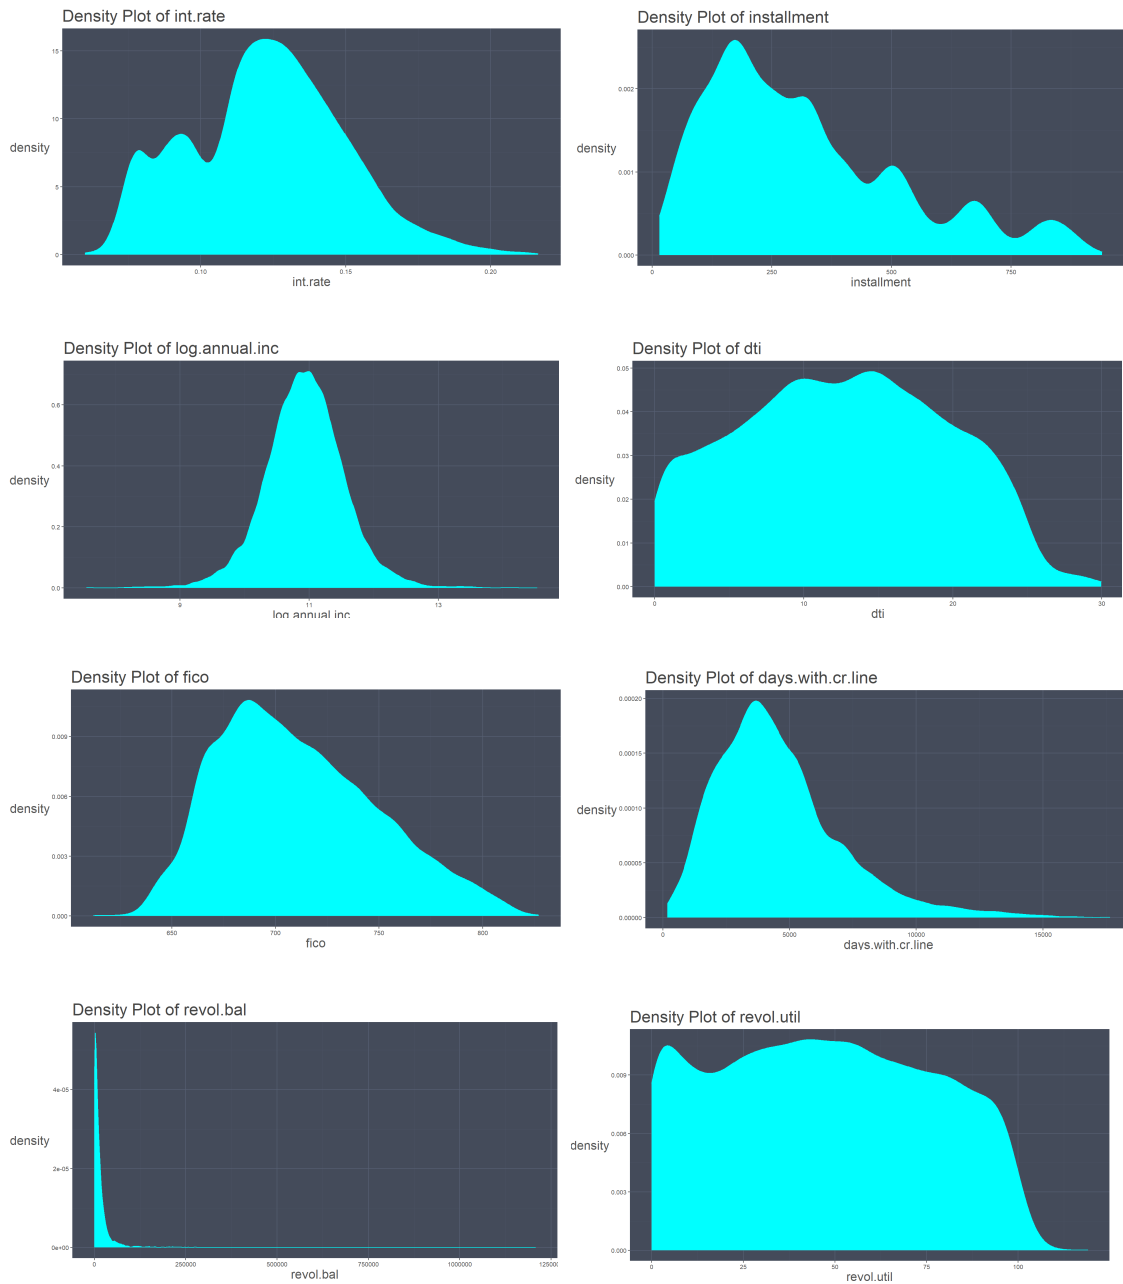 Density Plot of int.rate
15
10
5
0
density
0.10 0.15 0.20
int.rate
Density Plot of installment
0.002
0.001
0.000
density
0 250 500 750
installment
Density Plot of log.annual.inc
0.6
0.4
0.2
0.0
density
9 11 13
log.annual.inc
Density Plot of dti
0.05
0.04
0.03
0.02
0.01
0.00
density
0 10 20 30
dti
Density Plot of fico
0.009
0.006
0.003
0.000
density
650 700 750 800
fico
Density Plot of days.with.cr.line
0.00020
0.00015
0.00010
0.00005
0.00000
density
0 5000 10000 15000
days.with.cr.line
Density Plot of revol.bal
4e-05
2e-05
0e+00
density
0 250000 500000 750000 1000000 125000
revol.bal
Density Plot of revol.util
0.009
0.006
0.003
0.000
density
0 25 50 75 100
revol.util